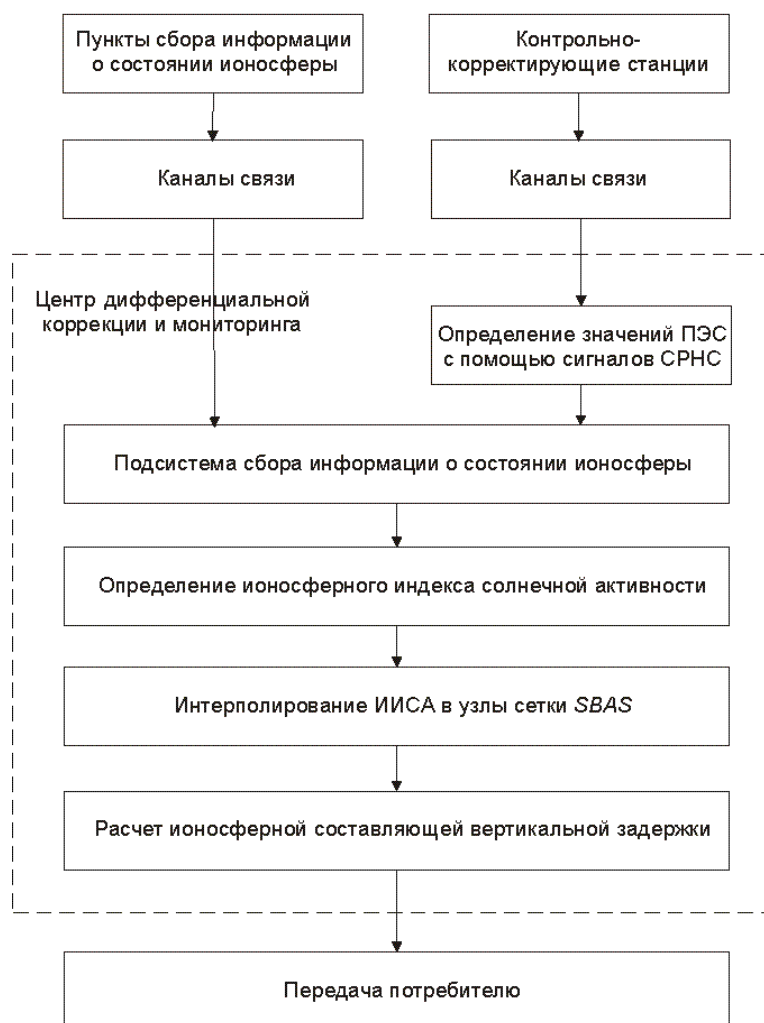 Пункты сбора информации
о состоянии ионосферы
Контрольно-
корректирующие станции
Каналы связи
Каналы связи
Центр дифференциальной
коррекции и мониторинга
Определение значений ПЭС
с помощью сигналов СРНС
Подсистема сбора информации о состоянии ионосферы
Определение ионосферного индекса солнечной активности
Интерполирование ИИСА в узлы сетки SBAS
Расчет ионосферной составляющей вертикальной задержки
Передача потребителю